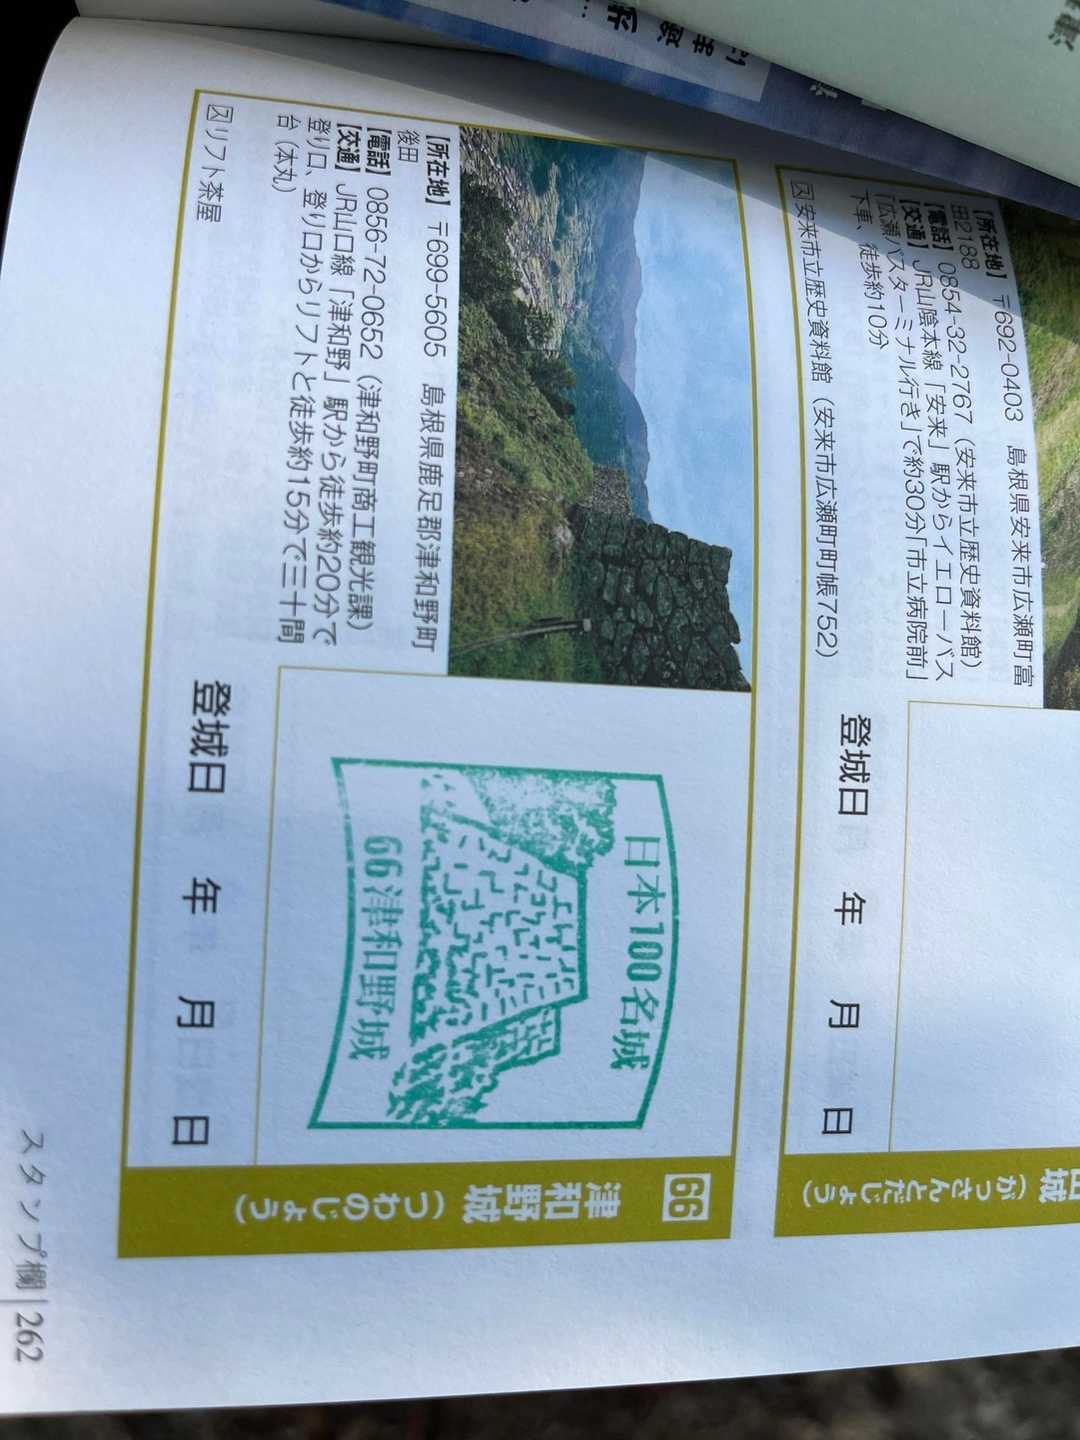 【所在地】〒692-0403　島根県安来市広瀬町富
田2188
【電話】0854-32-2767（安来市立歴史資料館）
【交通】JR山陰本線「安来」駅からイエローバス
「広瀬バスターミナル行き」で約30分「市立病院前」
下車、徒歩約10分
安来市立歴史資料館（安来市広瀬町町帳752）
登城日　年　月　日
（がっさんとだじょう）
66
津和野城
（つわのじょう）
【所在地】〒699-5605　島根県鹿足郡津和野町
後田
【電話】0856-72-0652（津和野町商工観光課）
【交通】JR山口線「津和野」駅から徒歩約20分で
登り口、登り口からリフトと徒歩約15分で三十間
台（本丸）
リフト茶屋
日本100名城
66津和野城
登城日　年　月　日
スタンプ欄|262